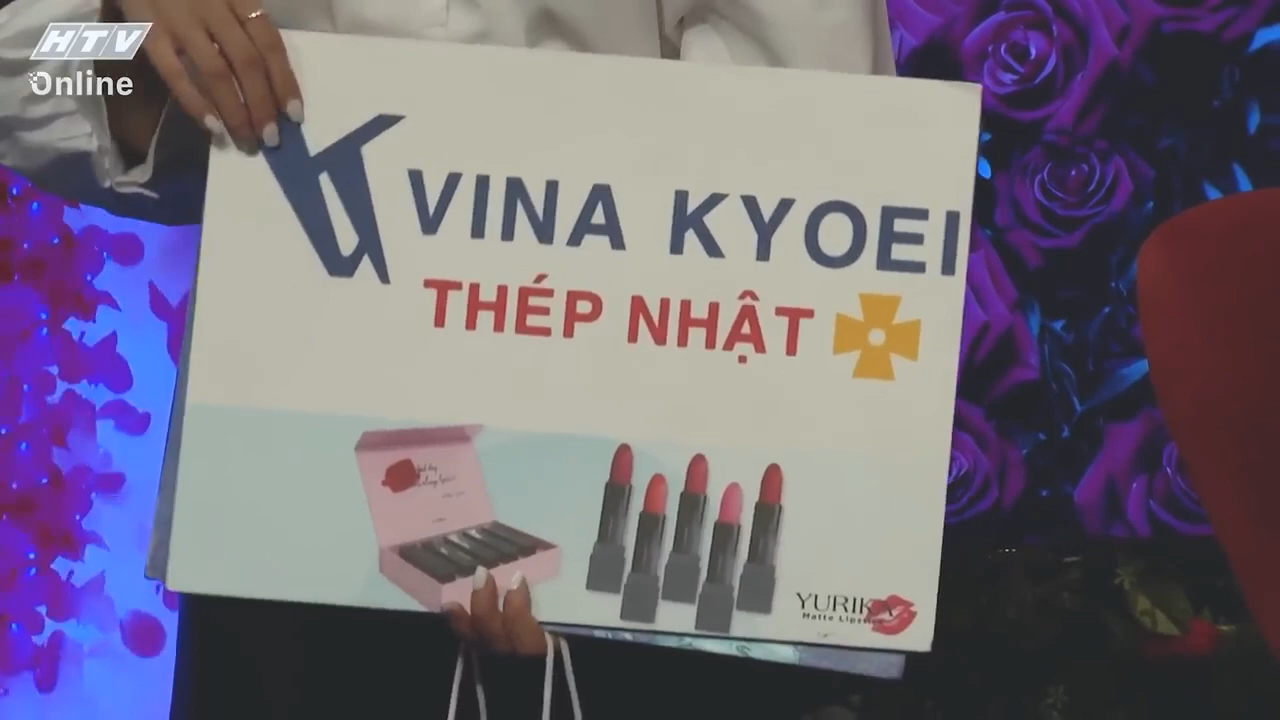 HTV
Online
VINA KYOEI
THÉP NHẬT
YURIKA
Matte Lipstick